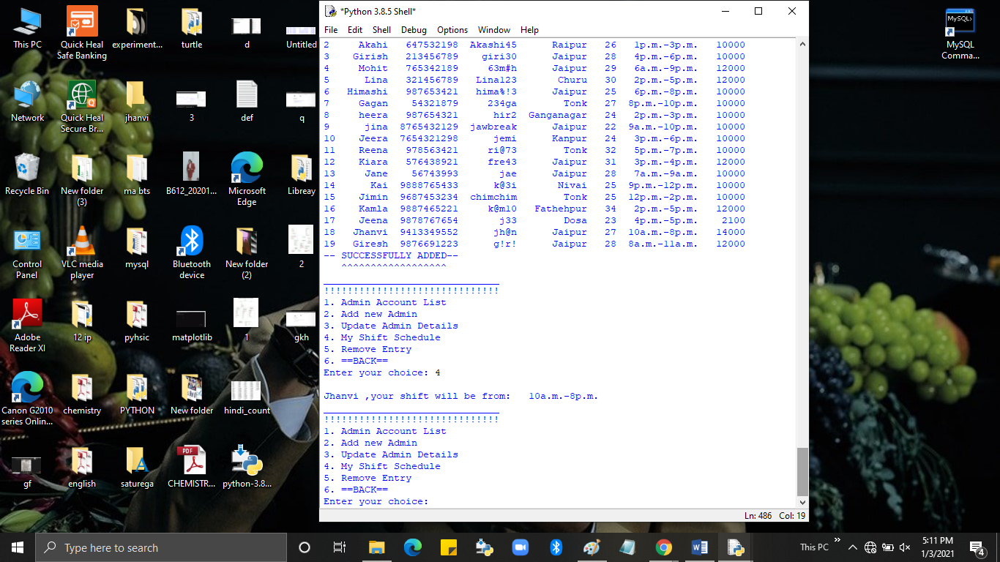 *Python 3.8.5 Shell*
File Edit Shell Debug Options Window Help
2 Akahi 647532198 Akashi45 Raipur 26 1p.m.-3p.m. 10000
3 Girish 213456789 giri30 Jaipur 28 4p.m.-6p.m. 10000
4 Mohit 765342189 63m#h Jaipur 29 6a.m.-9p.m. 12000
5 Lina 321456789 Lina123 Churu 30 2p.m.-5p.m. 12000
6 Himashi 987653421 hima%!3 Jaipur 25 6p.m.-8p.m. 10000
7 Gagan 54321879 234ga Tonk 27 8p.m.-10p.m. 10000
8 heera 987654321 hir2 Ganganagar 24 2p.m.-3p.m. 10000
9 jina 8765432129 jawbreak Jaipur 22 9a.m.-10p.m. 10000
10 Jeera 7654321298 jemi Kanpur 24 3p.m.-6p.m. 10000
11 Reena 978563421 ri@73 Tonk 32 5p.m.-7p.m. 10000
12 Kiara 576438921 fre43 Jaipur 31 3p.m.-4p.m. 12000
13 Jane 56743993 jae Jaipur 28 7a.m.-9a.m. 10000
14 Kai 9888765433 k@3i Nivai 25 9p.m.-12p.m. 10000
15 Jimin 9687453234 chimchim Tonk 25 12p.m.-2p.m. 10000
16 Kamla 9887465221 k@m10 Fathehpur 34 2p.m.-5p.m. 12000
17 Jeena 9878767654 j33 Dosa 23 4p.m.-5p.m. 2100
18 Jhanvi 9413349552 jh@n Jaipur 27 10a.m.-8p.m. 14000
19 Giresh 9876691223 g!r! Jaipur 28 8a.m.-11a.m. 12000
-- SUCCESSFULLY ADDED--
^^^^^^^^^^^^^^^^^^
______________________________
!!!!!!!!!!!!!!!!!!!!!!!!!!!!!!
1. Admin Account List
2. Add new Admin
3. Update Admin Details
4. My Shift Schedule
5. Remove Entry
6. ==BACK==
Enter your choice: 4
Jhanvi ,your shift will be from: 10a.m.-8p.m.
______________________________
!!!!!!!!!!!!!!!!!!!!!!!!!!!!!!
1. Admin Account List
2. Add new Admin
3. Update Admin Details
4. My Shift Schedule
5. Remove Entry
6. ==BACK==
Enter your choice:
Ln: 486 Col: 19
This PC
Quick Heal
Safe Banking
experiment...
turtle
d
Untitled
MySQL>
MySQL
Comma...
Network
Quick Heal
Secure Br...
jhanvi
3
def
q
Recycle Bin
New folder
(3)
ma bts
B612_20201...
Microsoft
Edge
Libreay
Control
Panel
VLC media
player
mysql
Bluetooth
device
New folder
(2)
2
Adobe
Reader XI
12 ip
pyhsic
matplotlib
1
gkh
Canon G2010
series Onlin...
chemistry
PYTHON
New folder
hindi_count
gf
english
saturega
PDF
CHEMISTR...
python-3.8...
Type here to search
This PC
5:11 PM
1/3/2021
4